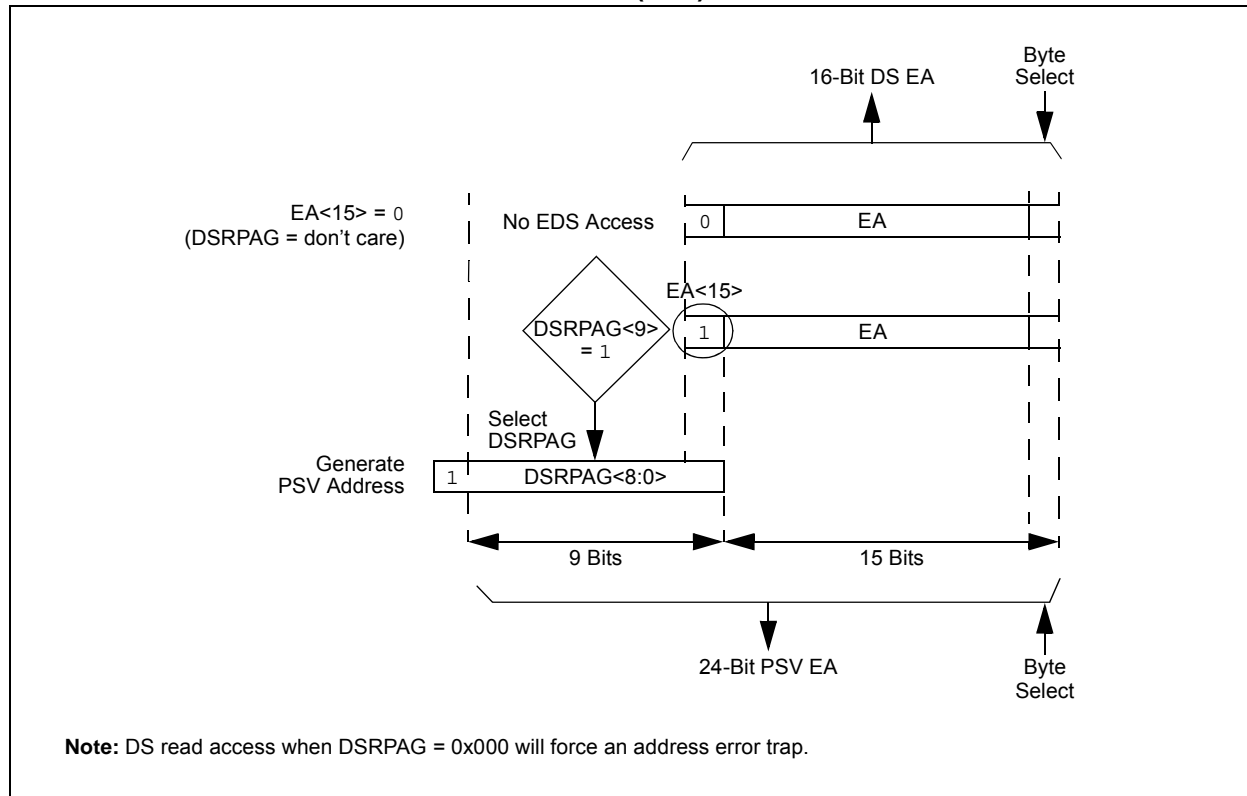 Byte
Select
16-Bit DS EA
EA<15> = 0
(DSRPAG = don't care)
No EDS Access
0
EA
EA<15>
DSRPAG<9>
= 1
1
EA
Select
DSRPAG
Generate
PSV Address
1
DSRPAG<8:0>
9 Bits
15 Bits
24-Bit PSV EA
Byte
Select
Note: DS read access when DSRPAG = 0x000 will force an address error trap.